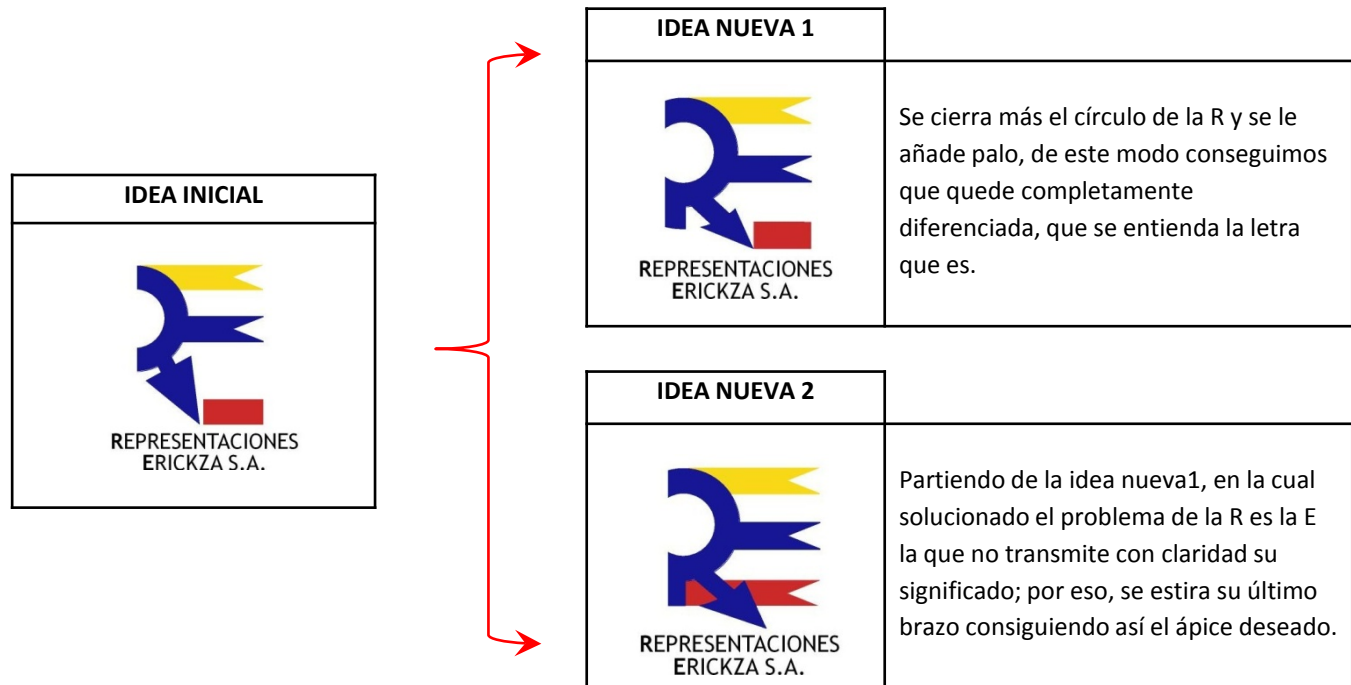 IDEA INICIAL
REPRESENTACIONES
ERICKZA S.A.
IDEA NUEVA 1
REPRESENTACIONES
ERICKZA S.A.
Se cierra más el círculo de la R y se le
añade palo, de este modo conseguimos
que quede completamente
diferenciada, que se entienda la letra
que es.
IDEA NUEVA 2
REPRESENTACIONES
ERICKZA S.A.
Partiendo de la idea nueva1, en la cual
solucionado el problema de la R es la E
la que no transmite con claridad su
significado; por eso, se estira su último
brazo consiguiendo así el ápice deseado.